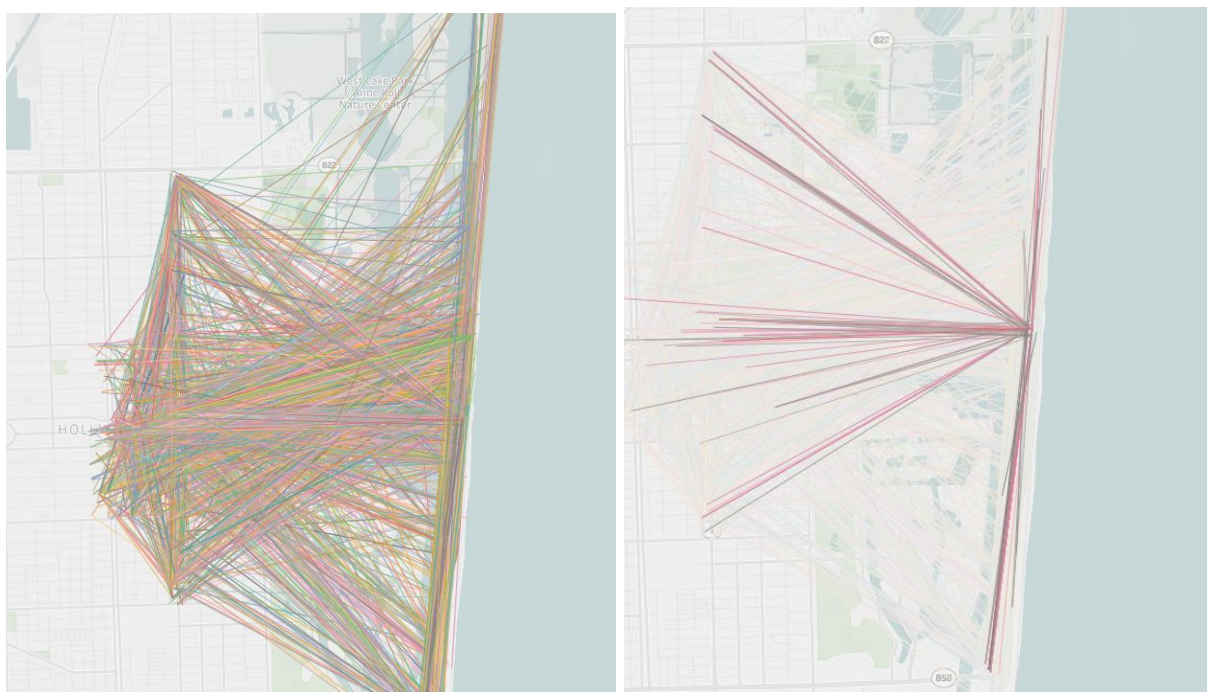 West Lake Park
/ Anne Kolb
Nature Center
822
HOLLY
822
858